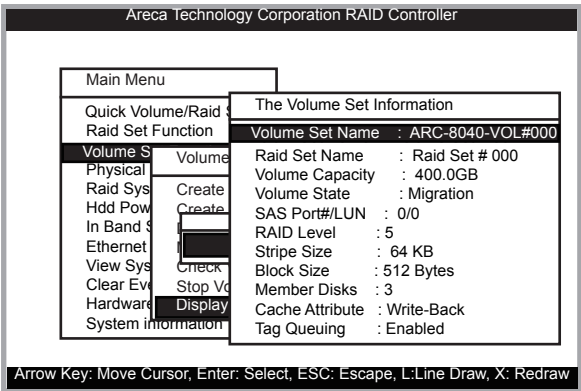 Areca Technology Corporation RAID Controller
Main Menu
Quick Volume/Raid
Raid Set Function
Volume S
Physical
Raid Sys
Hdd Pow
In Band
Ethernet
View Sys
Clear Eve
Hardware
System information
Volume
Create
Create
Check
Stop Vo
Display
The Volume Set Information
Volume Set Name : ARC-8040-VOL#000
Raid Set Name : Raid Set # 000
Volume Capacity : 400.0GB
Volume State : Migration
SAS Port#/LUN : 0/0
RAID Level : 5
Stripe Size : 64 KB
Block Size : 512 Bytes
Member Disks : 3
Cache Attribute : Write-Back
Tag Queuing : Enabled
Arrow Key: Move Cursor, Enter: Select, ESC: Escape, L:Line Draw, X: Redraw